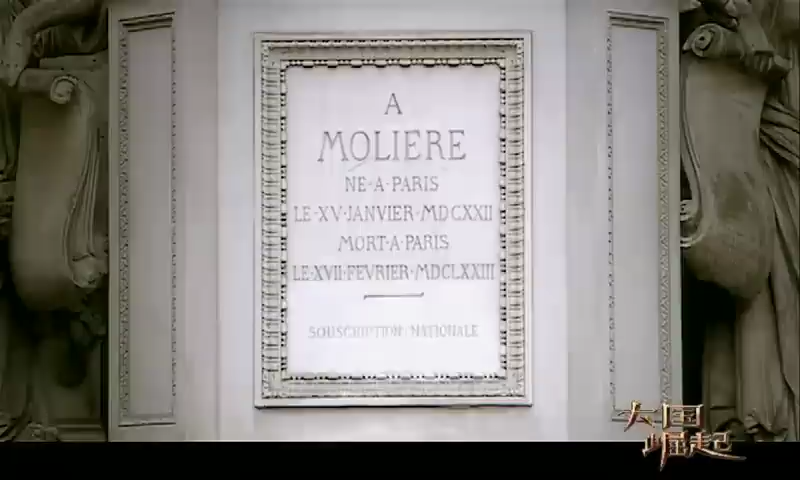 A
MOLIERE
NE·A·PARIS
LE·XV·JANVIER·MDCXXII
MORT·A·PARIS
LE·XVII·FEVRIER·MDCLXXIII
SOUSCRIPTION NATIONALE
大国
崛起